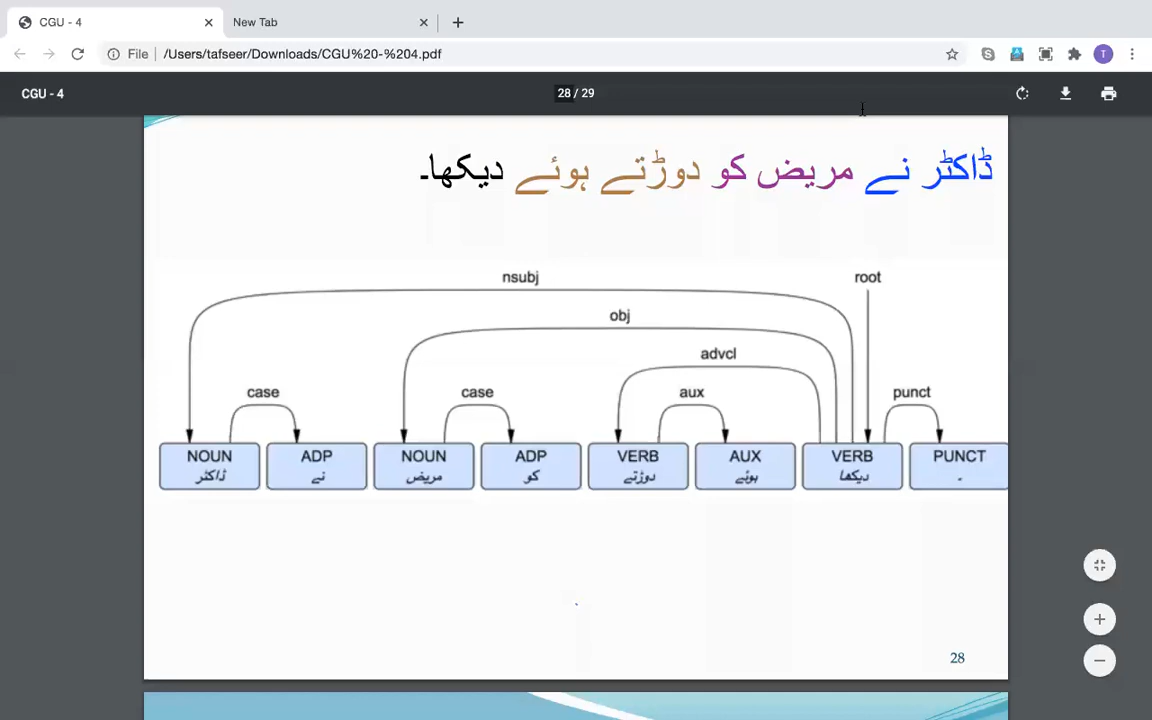 CGU - 4
New Tab
File
/Users/tafseer/Downloads/CGU%20-%204.pdf
T
CGU - 4
28 / 29
ڈاکٹر نے مریض کو دوڑتے ہوئے دیکھا۔
nsubj
root
obj
advcl
case
case
aux
punct
NOUN ADP NOUN ADP VERB AUX VERB PUNCT
ڈاکٹر نے مریض کو دوڑتے ہوئے دیکھا ۔
28